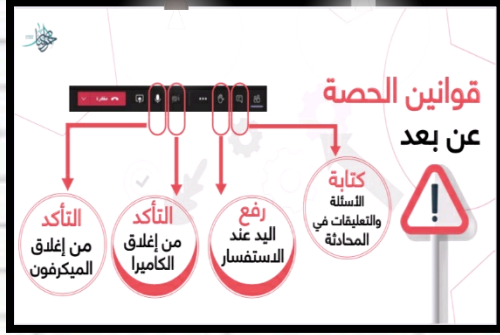 قوانين الحصة
عن بعد
مغادرة
كتابة
الأسئلة
والتعليقات في
المحادثة
رفع
اليد عند
الاستفسار
التأكد
من إغلاق
الكاميرا
التأكد
من إغلاق
الميكرفون